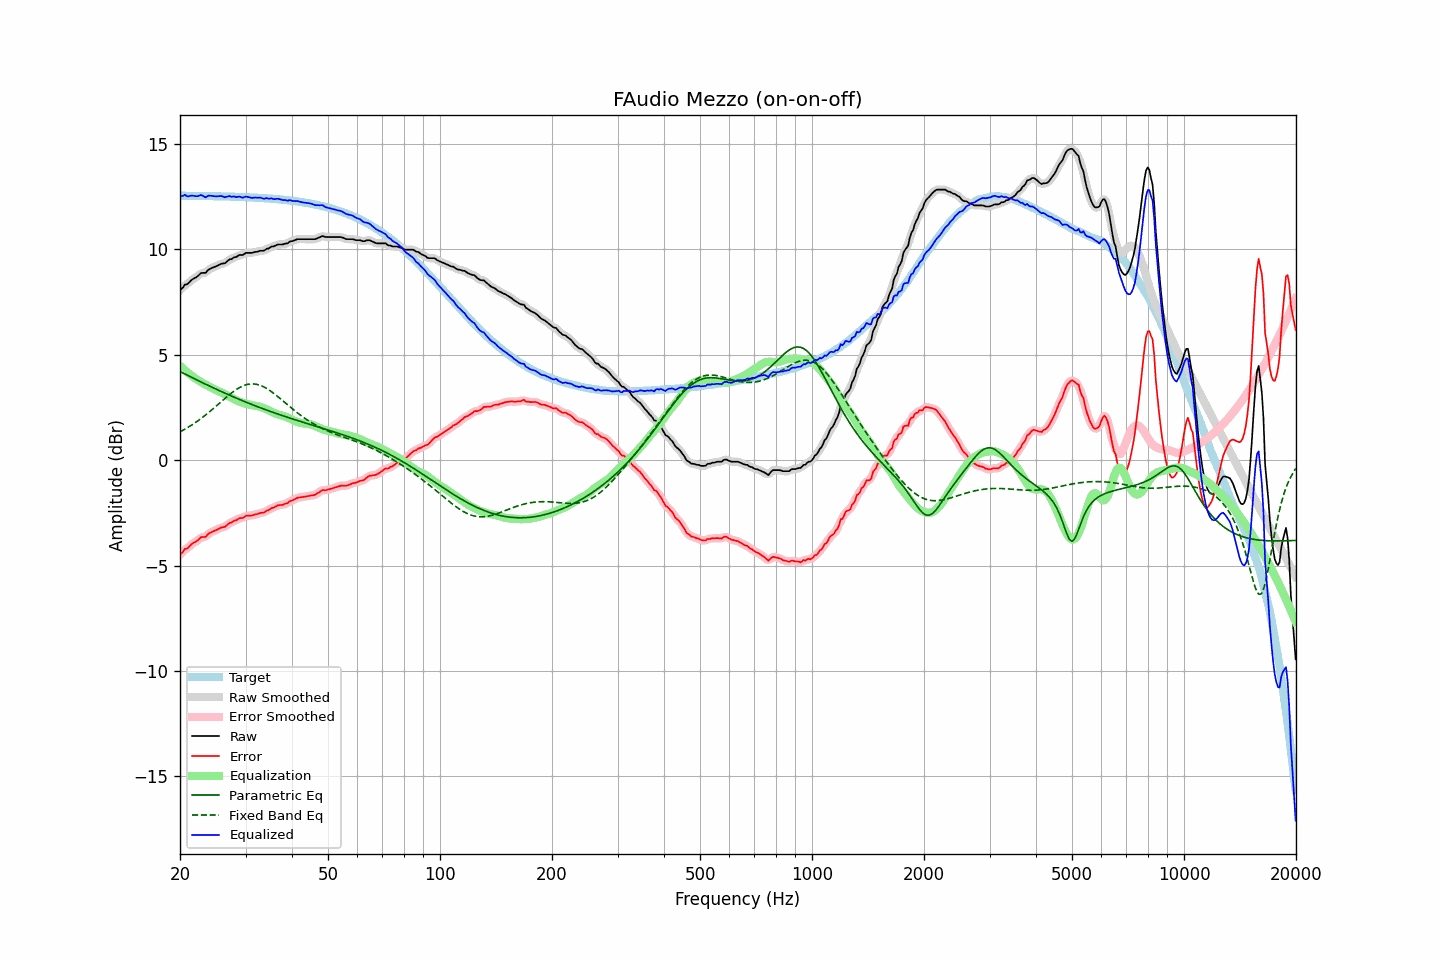 FAudio Mezzo (on-on-off)
Amplitude (dBr)
15
10
5
0
−5
−10
−15
Target
Raw Smoothed
Error Smoothed
Raw
Error
Equalization
Parametric Eq
Fixed Band Eq
Equalized
20 50 100 200 500 1000 2000 5000 10000 20000
Frequency (Hz)